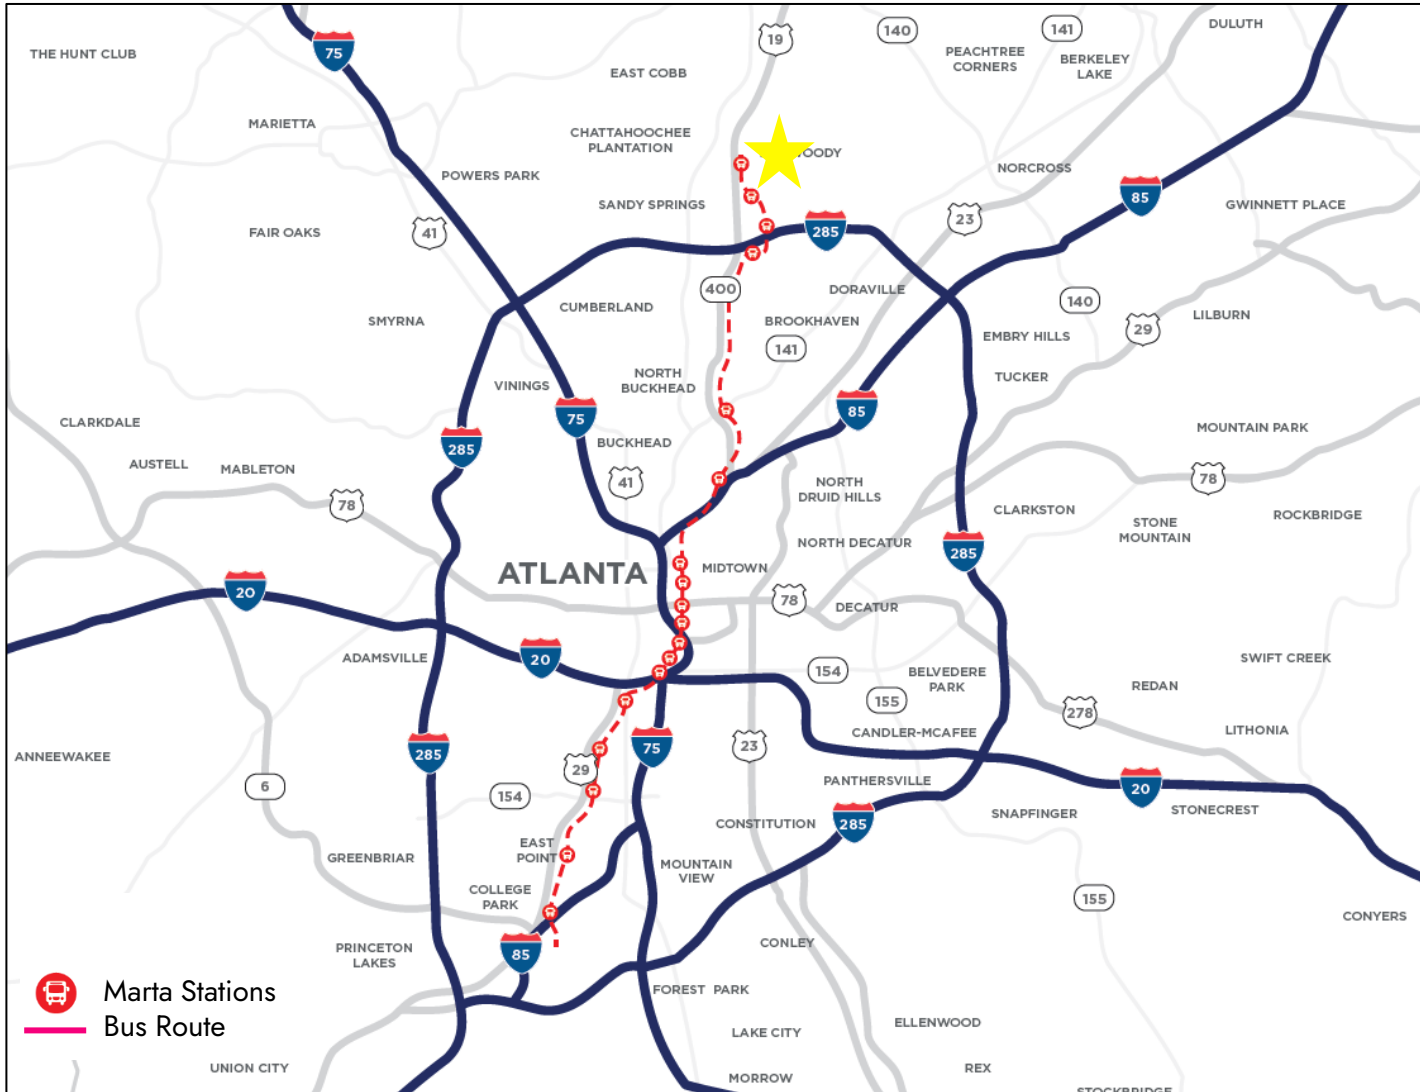 DULUTH
19
140
141
75
THE HUNT CLUB
PEACHTREE
CORNERS
BERKELEY
LAKE
EAST COBB
MARIETTA
CHATTAHOOCHEE
PLANTATION
OODY
POWERS PARK
NORCROSS
85
SANDY SPRINGS
GWINNETT PLACE
23
FAIR OAKS
41
285
400
DORAVILLE
140
CUMBERLAND
LILBURN
SMYRNA
BROOKHAVEN
29
EMBRY HILLS
141
NORTH
BUCKHEAD
TUCKER
VININGS
85
75
CLARKDALE
MOUNTAIN PARK
BUCKHEAD
285
AUSTELL
MABLETON
78
41
NORTH
DRUID HILLS
78
CLARKSTON
ROCKBRIDGE
STONE
MOUNTAIN
NORTH DECATUR
285
ATLANTA
MIDTOWN
20
78
DECATUR
ADAMSVILLE
20
SWIFT CREEK
154
BELVEDERE
PARK
REDAN
155
278
LITHONIA
CANDLER-MCAFEE
23
75
285
ANNEEWAKEE
29
PANTHERSVILLE
6
20
154
STONECREST
SNAPFINGER
285
CONSTITUTION
EAST
POINT
GREENBRIAR
MOUNTAIN
VIEW
COLLEGE
PARK
155
CONYERS
CONLEY
PRINCETON
LAKES
85
FOREST PARK
Marta Stations
Bus Route
ELLENWOOD
LAKE CITY
UNION CITY
REX
MORROW
STOCKBRIDGE